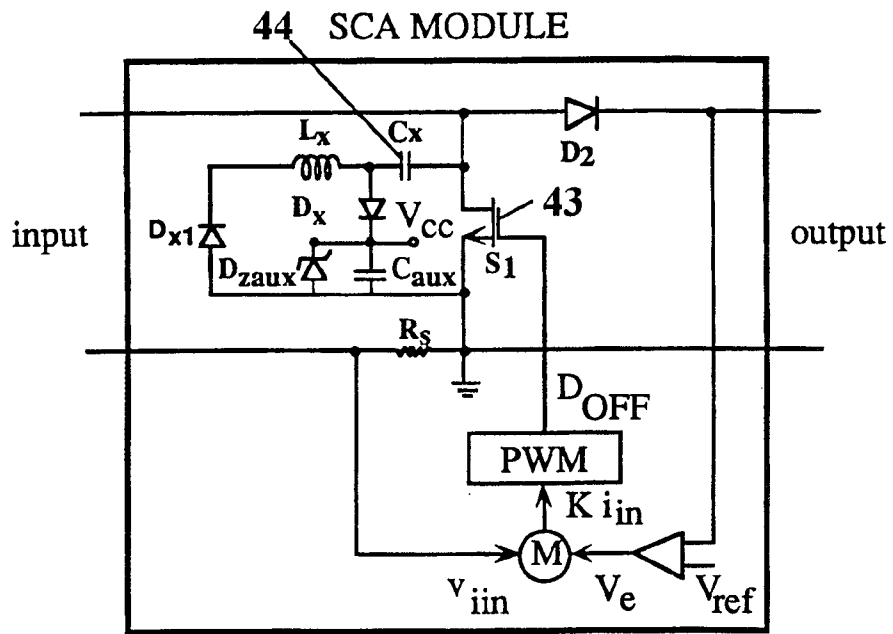 44 SCA MODULE
Lx Cx
D2
Dx 43
Dx1 VCC
input output
Dzaux Caux S1
Rs
DOFF
PWM
K iin
M
viin Ve Vref